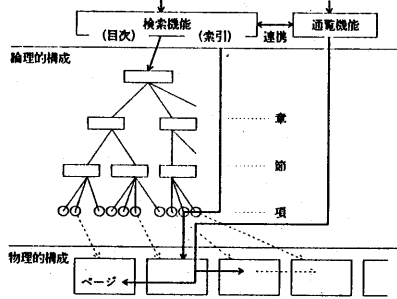 検索機能
(目次) (索引)
連携
通覧機能
論理的構成
章
節
項
物理的構成
ページ